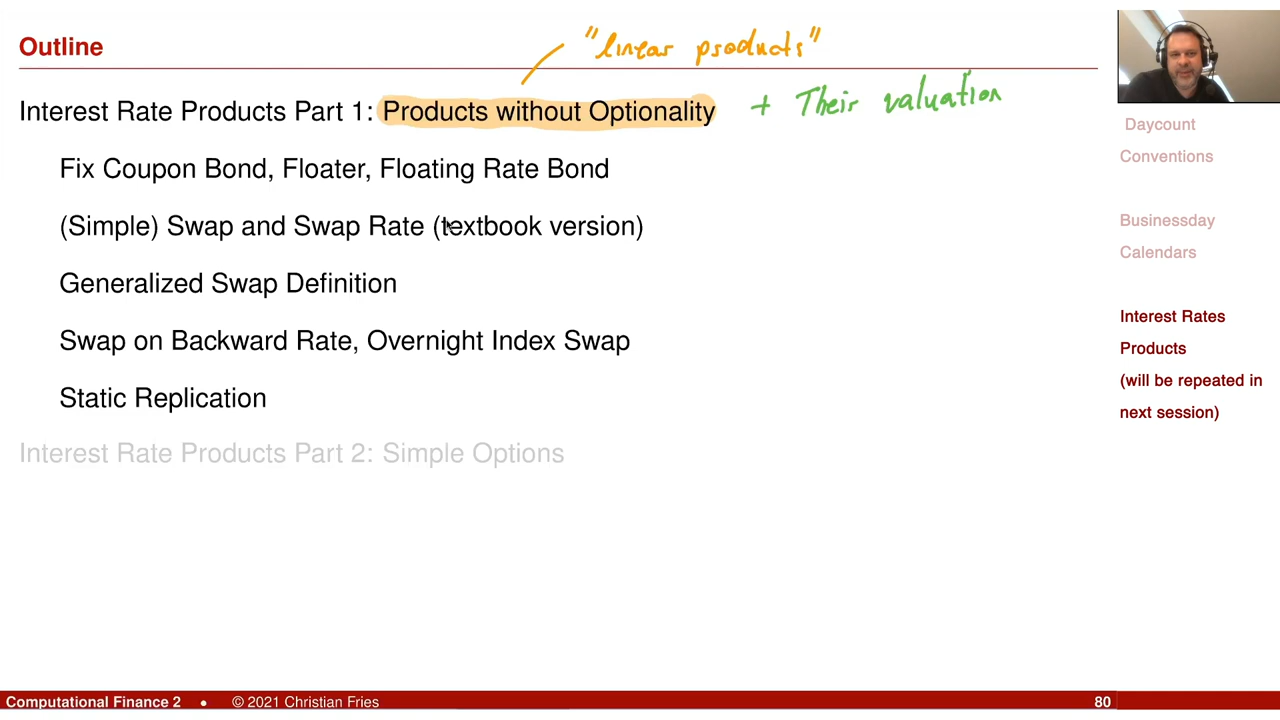 Outline
"linear products"
Interest Rate Products Part 1: Products without Optionality + Their valuation
Fix Coupon Bond, Floater, Floating Rate Bond
(Simple) Swap and Swap Rate (textbook version)
Generalized Swap Definition
Swap on Backward Rate, Overnight Index Swap
Static Replication
Interest Rate Products Part 2: Simple Options
Daycount
Conventions
Businessday
Calendars
Interest Rates
Products
(will be repeated in
next session)
Computational Finance 2 • © 2021 Christian Fries 80